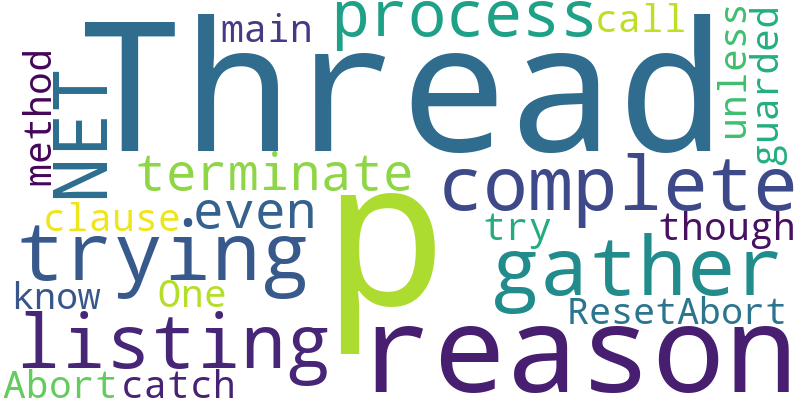 process
call
main
Thread
unless
guarded
method
NET
terminate
complete
p
even
clause
try
though
trying
gather
know
One
ResetAbort
listing
reason
Abort
catch